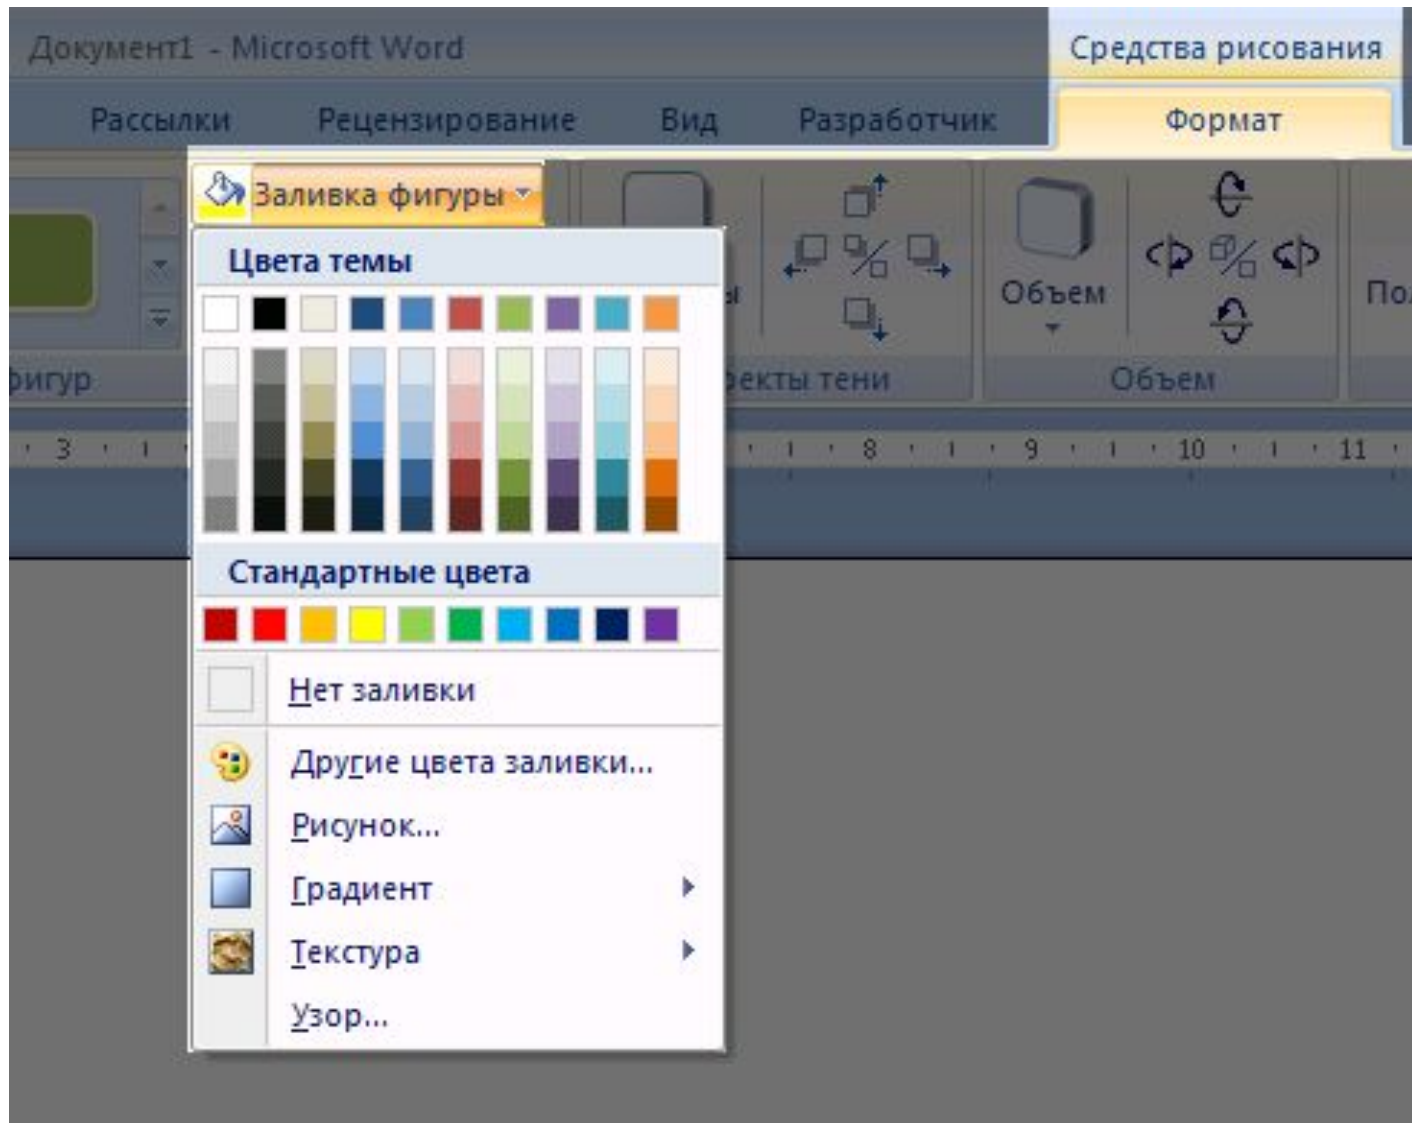 Документ1 - Microsoft Word
Средства рисования
Рассылки Рецензирование Вид Разработчик Формат
Заливка фигуры
Цвета темы
Объем
фигур
Объем
тени
3 8 9 10 11
Стандартные цвета
Нет заливки
Другие цвета заливки...
Рисунок...
Градиент
Текстура
Узор...